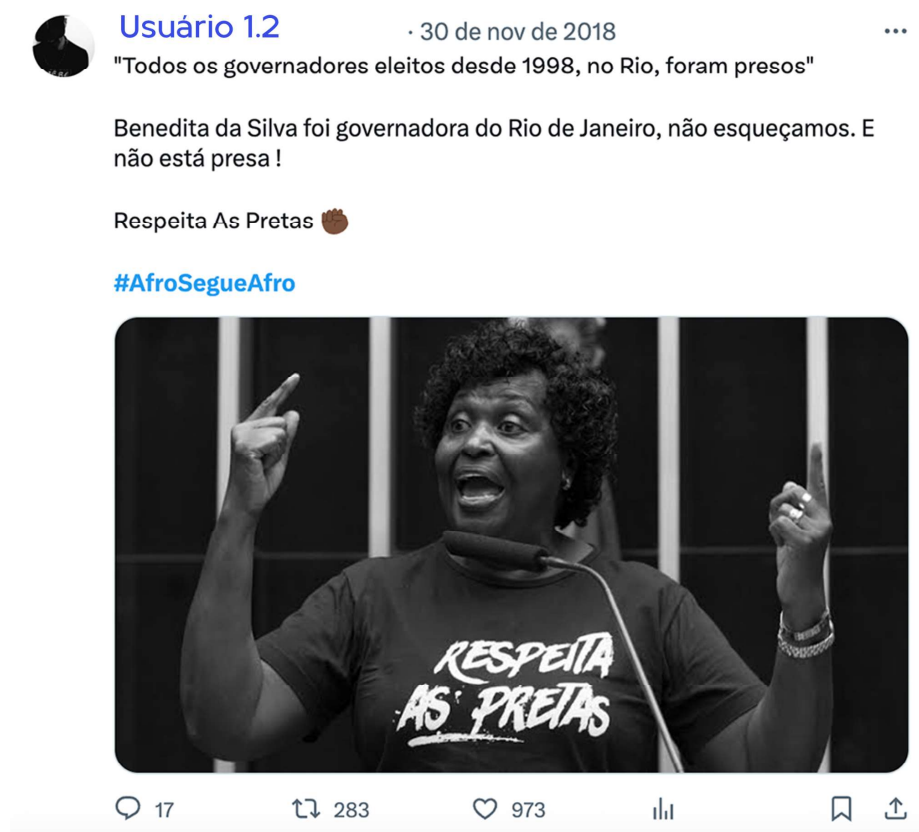 Usuário 1.2
· 30 de nov de 2018
"Todos os governadores eleitos desde 1998, no Rio, foram presos"
Benedita da Silva foi governadora do Rio de Janeiro, não esqueçamos. E
não está presa !
Respeita As Pretas ✊🏾
#AfroSegueAfro
RESPEITA
AS PRETAS
17
283
973